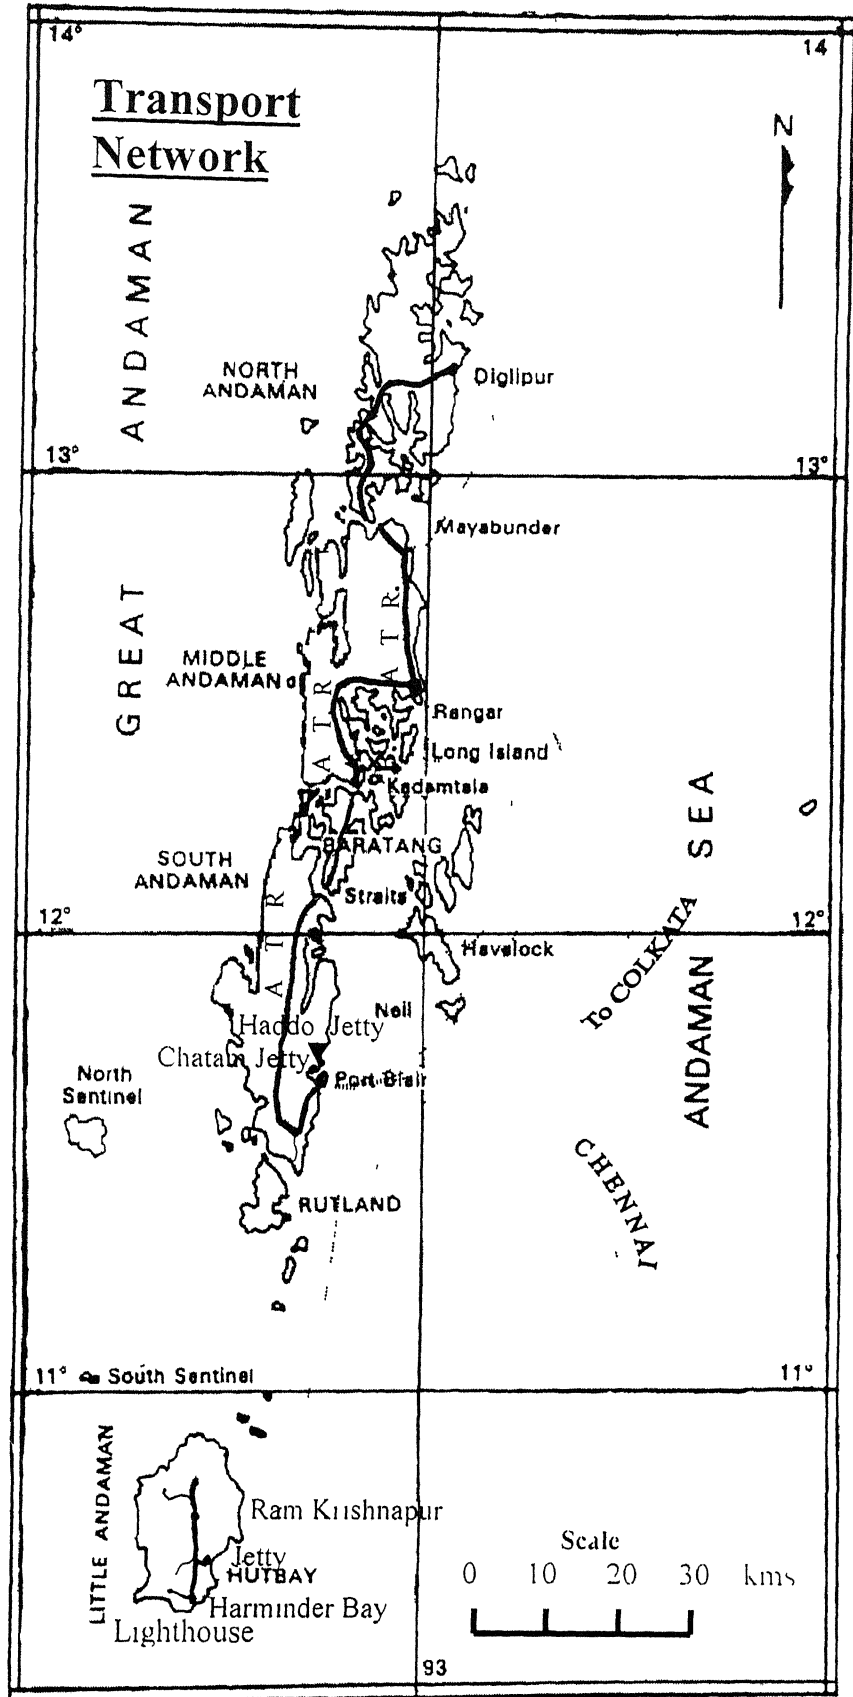 14°
14
Transport
Network
N
GREAT ANDAMAN
NORTH
ANDAMAN
Diglipur
13°
13°
Mayabunder
A T R.
MIDDLE
ANDAMAN
A T R
Rangar
Long Island
Kadamtala
BARATANG
SOUTH
ANDAMAN
Straits
A T R
12°
12°
Havelock
To COLKATA
ANDAMAN SEA
Neil
Haddo Jetty
Chatam Jetty
Port Blair
North
Sentinel
CHENNAI
RUTLAND
11°
South Sentinel
11°
LITTLE ANDAMAN
Ram Krishnapur
Jetty
HUTBAY
Harminder Bay
Lighthouse
Scale
0 10 20 30 kms
93